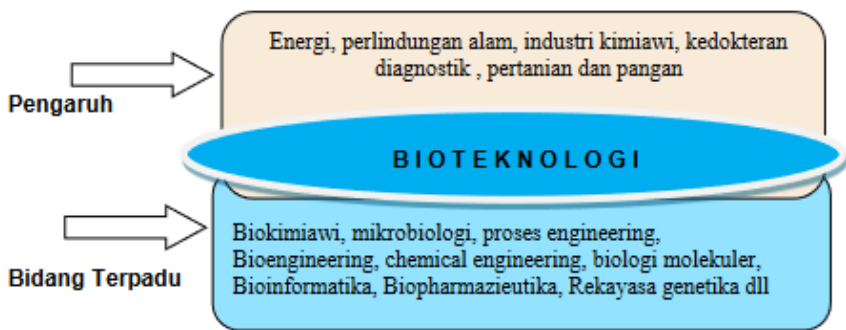 Energi, perlindungan alam, industri kimiawi, kedokteran
diagnostik , pertanian dan pangan
Pengaruh
B I O T E K N O L O G I
Biokimiawi, mikrobiologi, proses engineering,
Bioengineering, chemical engineering, biologi molekuler,
Bioinformatika, Biopharmazieutika, Rekayasa genetika dll
Bidang Terpadu